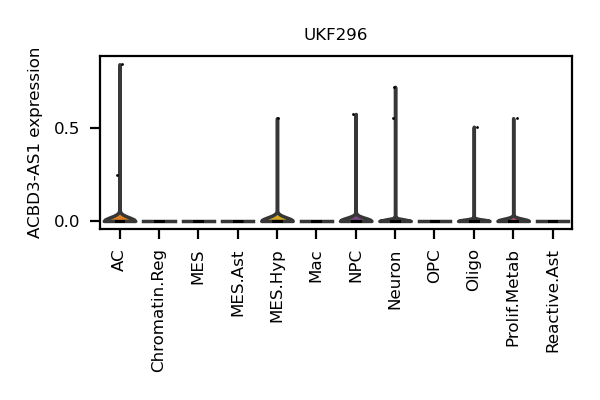 UKF296
ACBD3-AS1 expression
0.5
0.0
AC
Chromatin.Reg
MES
MES.Ast
MES.Hyp
Mac
NPC
Neuron
OPC
Oligo
Prolif.Metab
Reactive.Ast